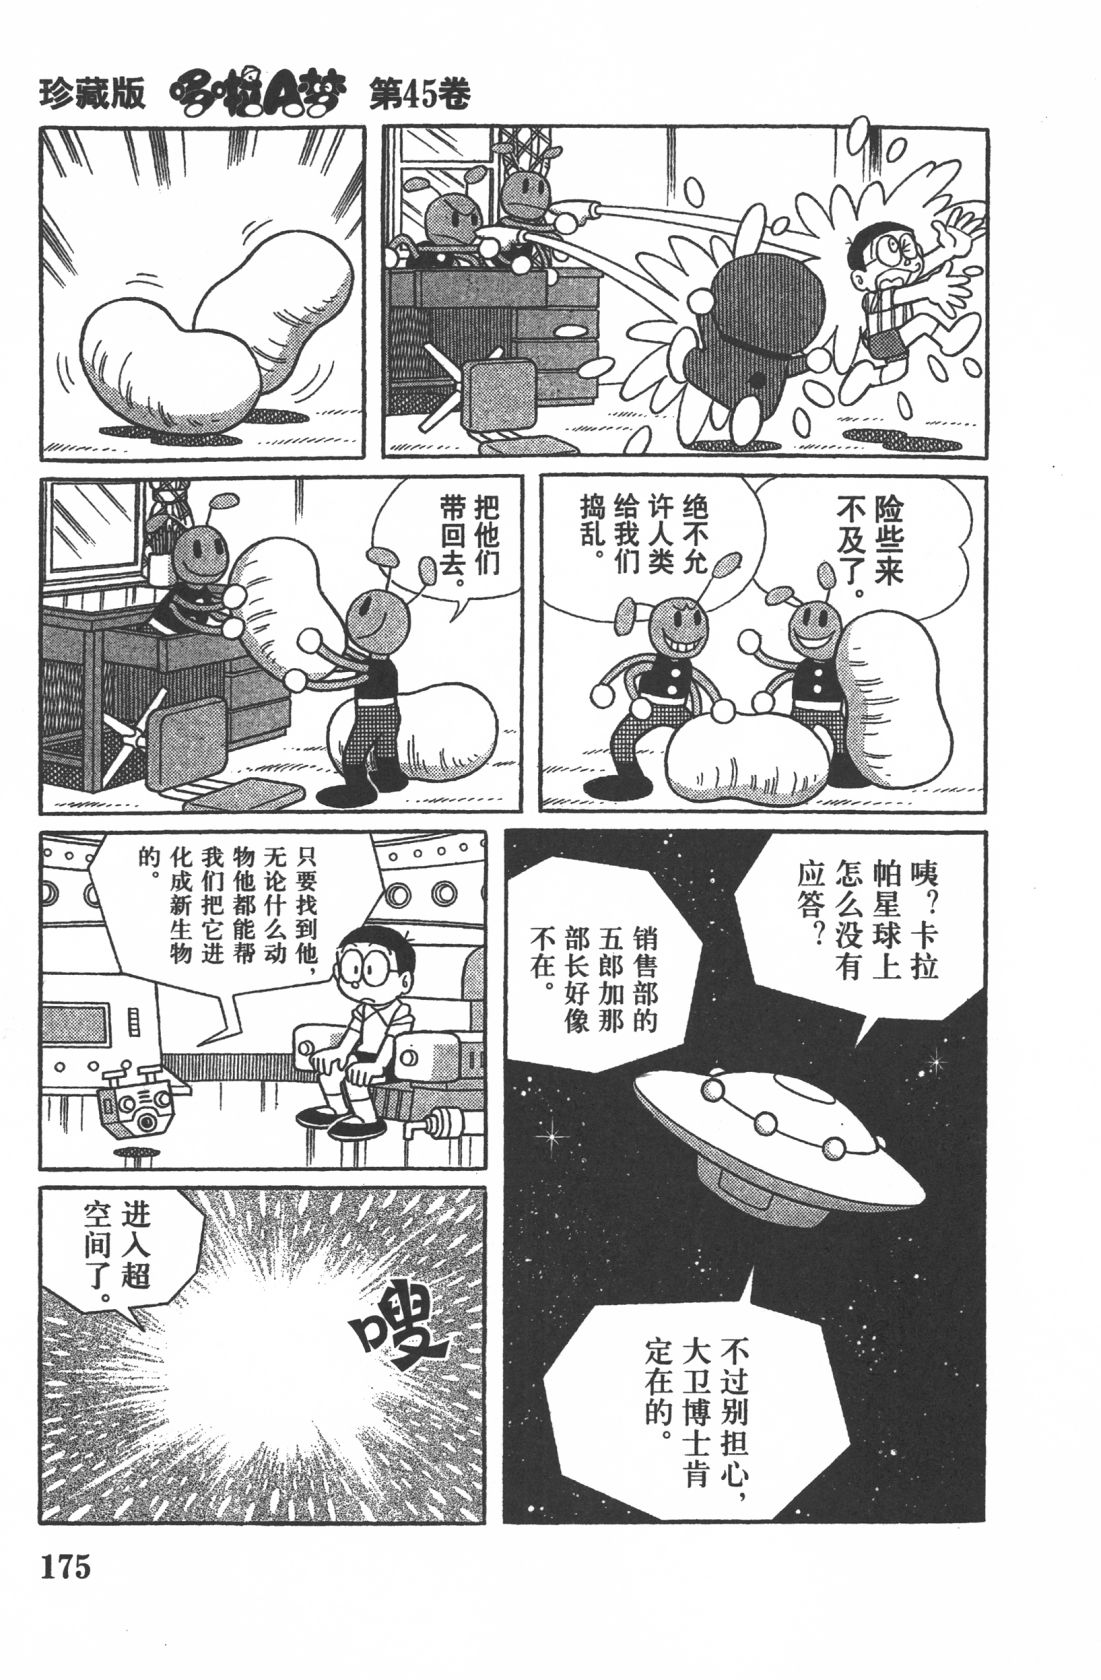 珍藏版 哆啦A梦 第45卷
险些来
不及了。
绝不允
许人类
给我们
捣乱。
把他们
带回去。
咦？卡拉
帕星球上
怎么没有
应答？
销售部的
五郎加那
部长好像
不在。
不过别担心，
大卫博士肯
定在的。
只要找到他，
无论什么动
物他都能帮
我们把它进
化成新生物
的。
进入超
空间了。
嗖
175